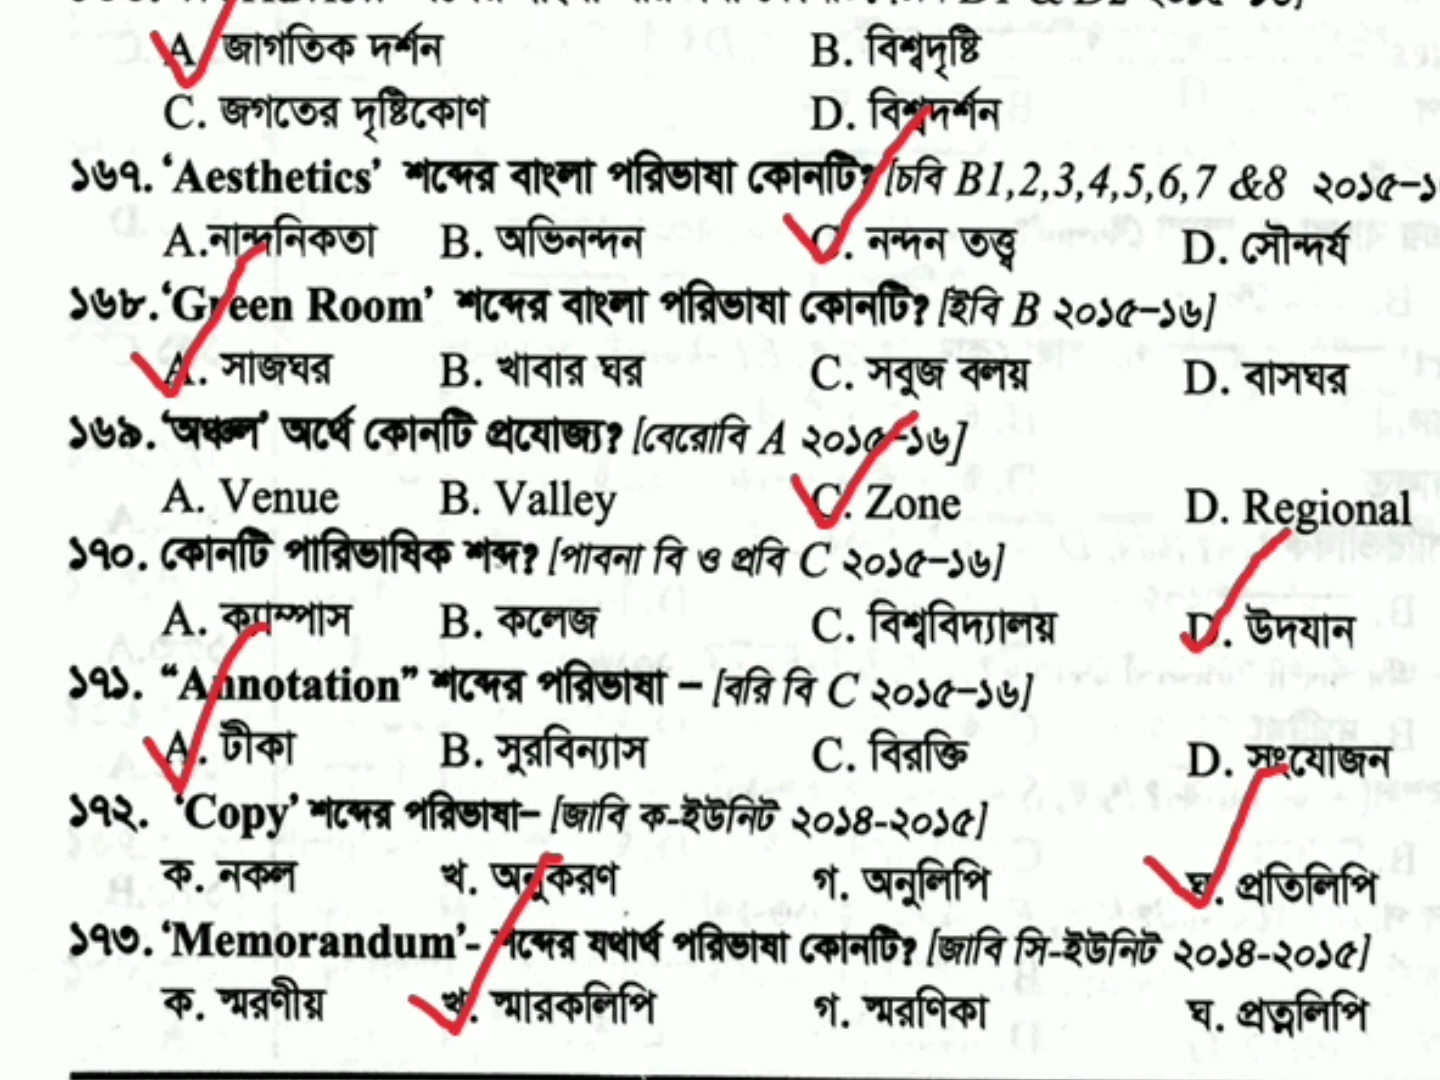 A. জাগতিক দর্শন B. বিশ্বদৃষ্টি
C. জগতের দৃষ্টিকোণ D. বিশ্বদর্শন
১৬৭. ‘Aesthetics’ শব্দের বাংলা পরিভাষা কোনটি? [চবি B1,2,3,4,5,6,7 &8 ২০১৫–১
A.নান্দনিকতা B. অভিনন্দন C. নন্দন তত্ত্ব D. সৌন্দর্য
১৬৮. ‘Green Room’ শব্দের বাংলা পরিভাষা কোনটি? [ইবি B ২০১৫–১৬]
A. সাজঘর B. খাবার ঘর C. সবুজ বলয় D. বাসঘর
১৬৯. ‘অঞ্চল’ অর্থে কোনটি প্রযোজ্য? [বেরোবি A ২০১৫–১৬]
A. Venue B. Valley C. Zone D. Regional
১৭০. কোনটি পারিভাষিক শব্দ? [পাবনা বি ও প্রবি C ২০১৫–১৬]
A. ক্যাম্পাস B. কলেজ C. বিশ্ববিদ্যালয় D. উদযান
১৭১. “Annotation” শব্দের পরিভাষা – [বরি বি C ২০১৫–১৬]
A. টীকা B. সুরবিন্যাস C. বিরক্তি D. সংযোজন
১৭২. ‘Copy’ শব্দের পরিভাষা– [জাবি ক-ইউনিট ২০১৪-২০১৫]
ক. নকল খ. অনুকরণ গ. অনুলিপি ঘ. প্রতিলিপি
১৭৩. ‘Memorandum’- শব্দের যথার্থ পরিভাষা কোনটি? [জাবি সি-ইউনিট ২০১৪-২০১৫]
ক. স্মরণীয় খ. স্মারকলিপি গ. স্মরণিকা ঘ. প্রত্নলিপি